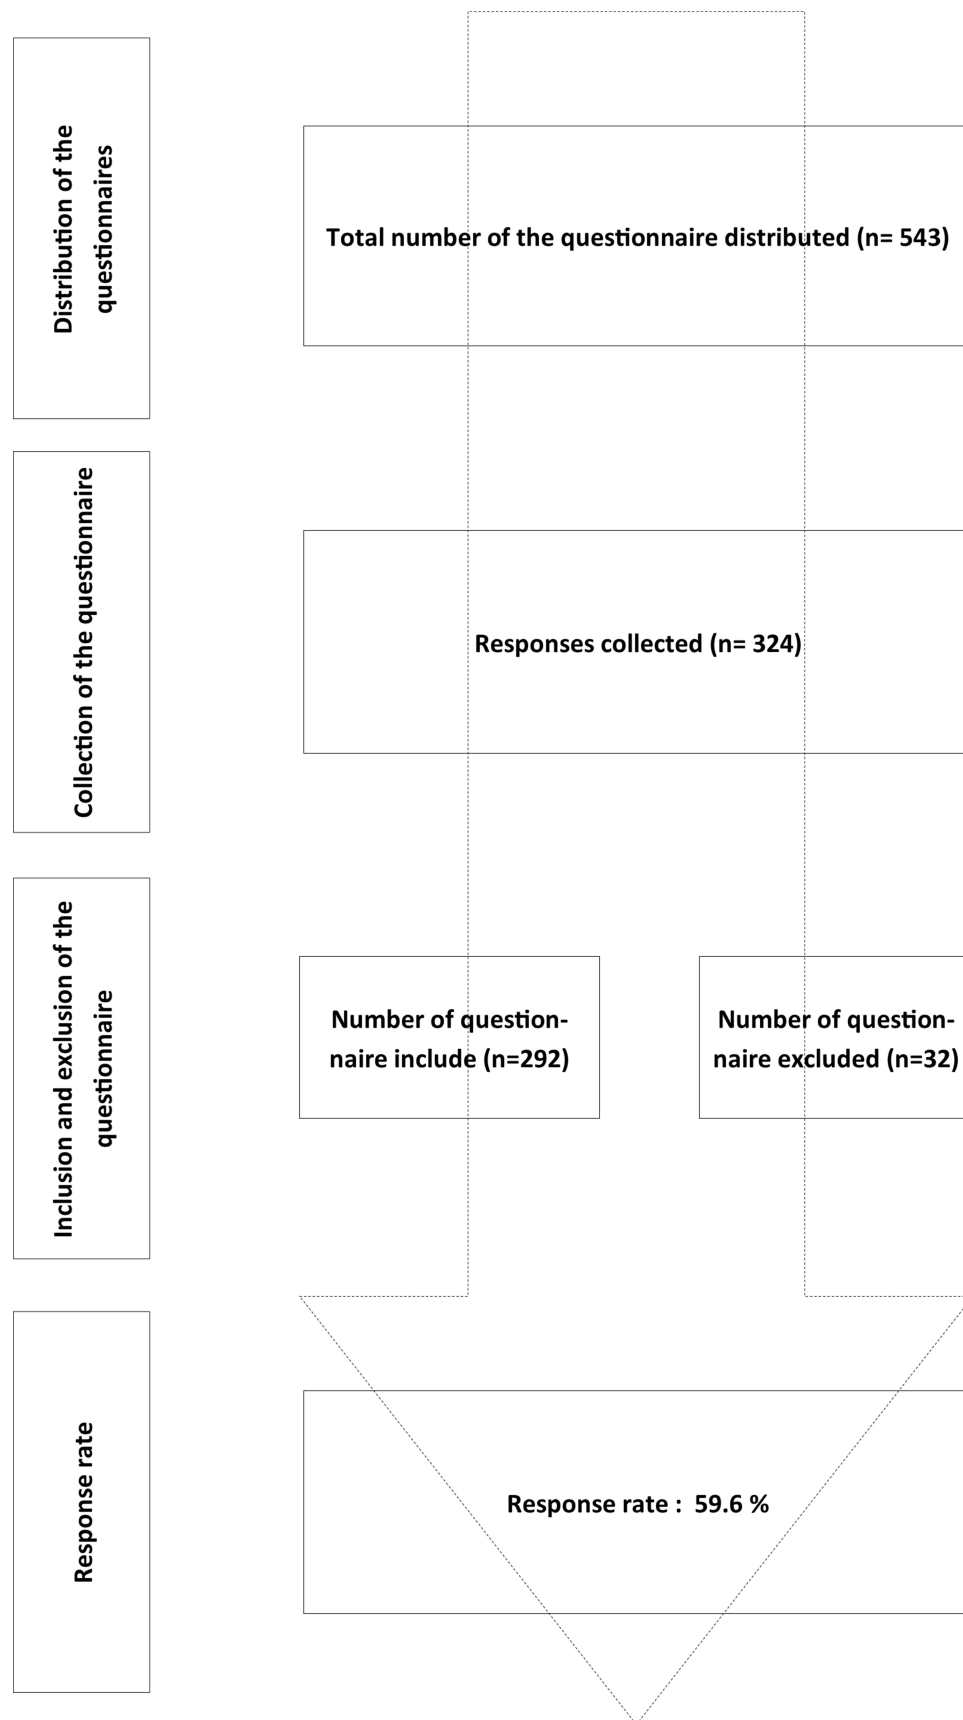 Distribution of the
questionnaires
Total number of the questionnaire distributed (n= 543)
Collection of the questionnaire
Responses collected (n= 324)
Inclusion and exclusion of the
questionnaire
Number of question-
naire include (n=292)
Number of question-
naire excluded (n=32)
Response rate
Response rate :  59.6 %